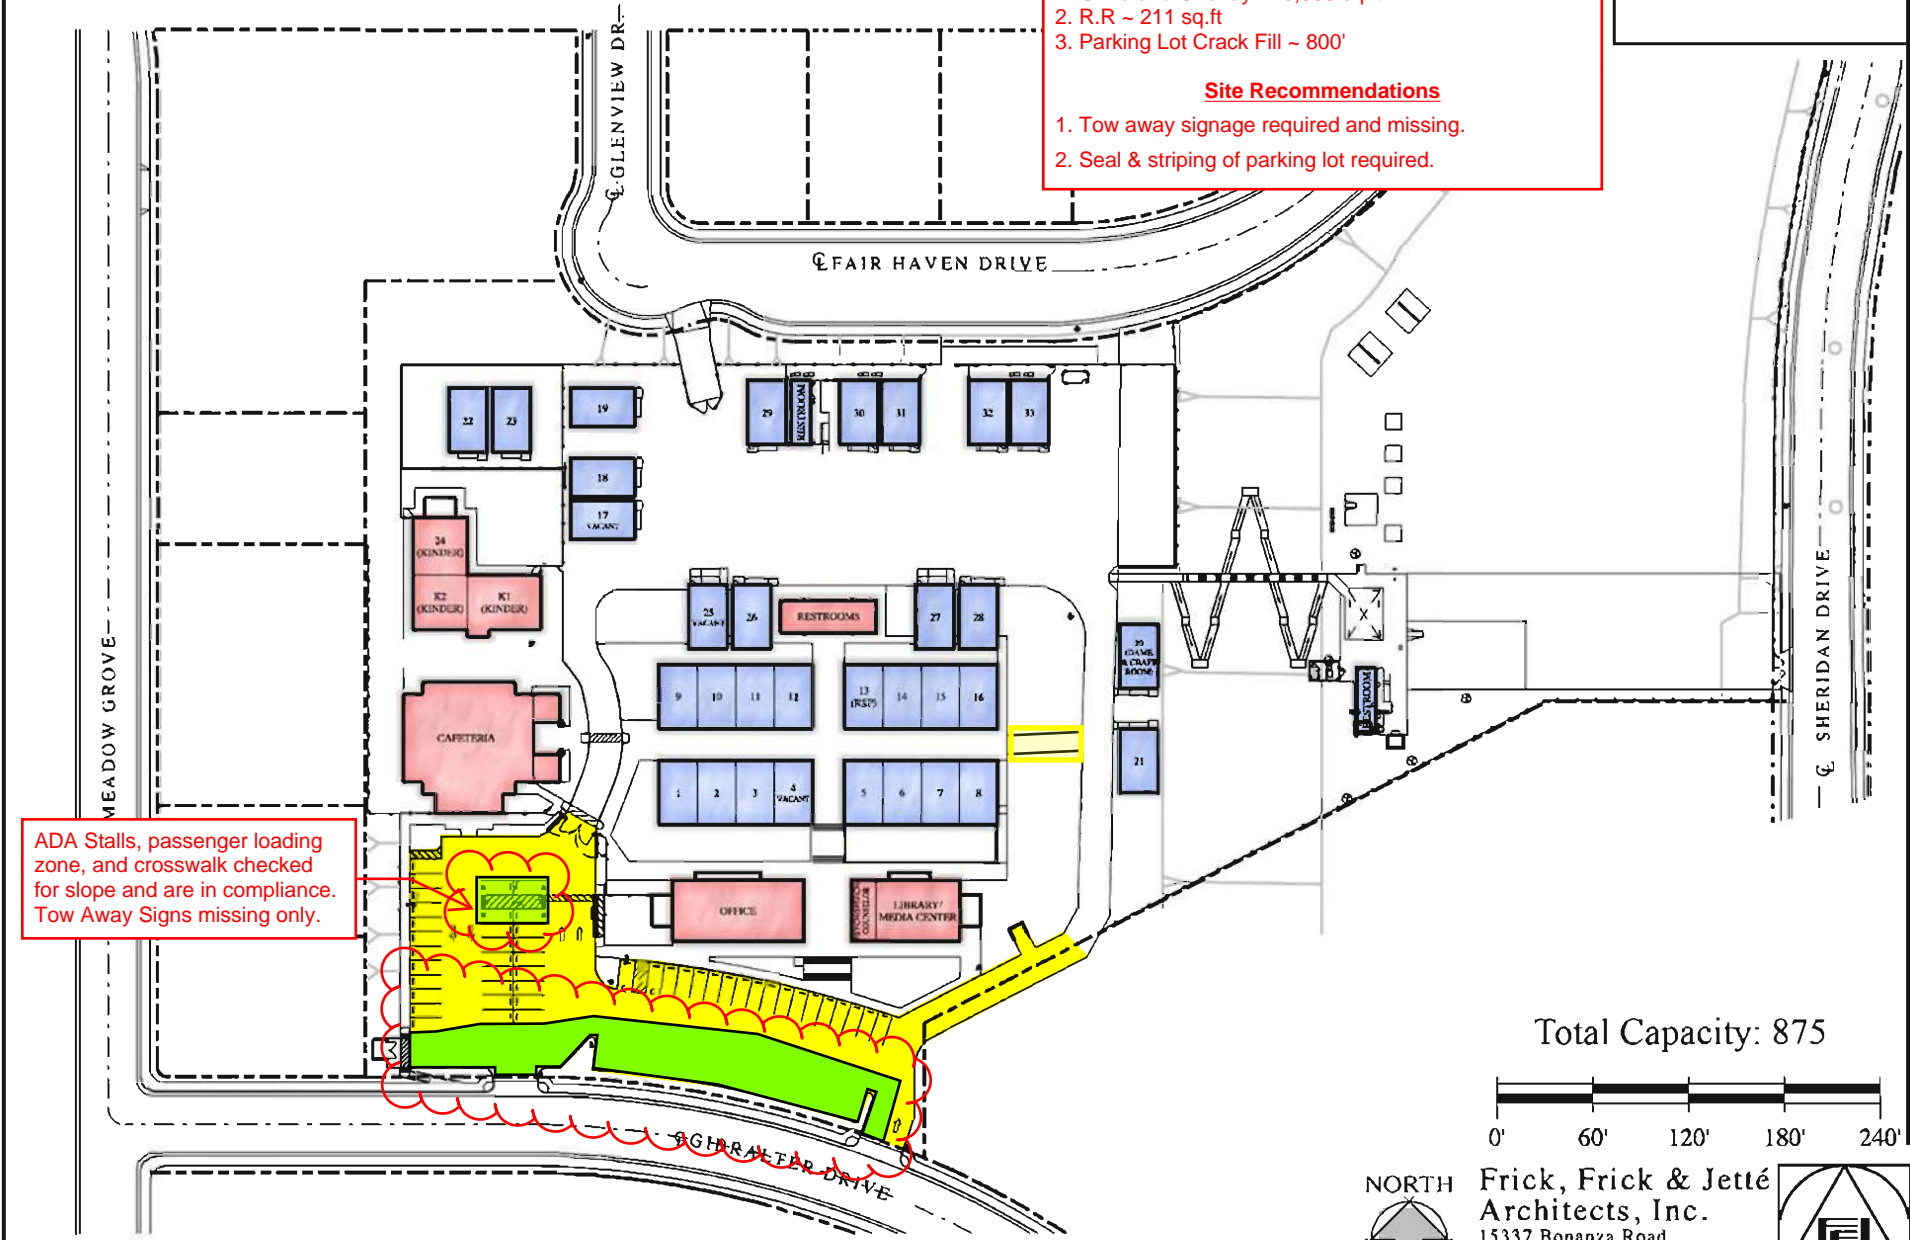 2. R.R ~ 211 sq.ft
3. Parking Lot Crack Fill ~ 800'
Site Recommendations
1. Tow away signage required and missing.
2. Seal & striping of parking lot required.
℄ GLENVIEW DR.
℄ FAIR HAVEN DRIVE
22
23
19
29
RESTROOM
30
31
32
33
18
17
VACANT
24
(KINDER)
K2
(KINDER)
K1
(KINDER)
25
VACANT
26
RESTROOMS
27
28
20
(GAME
& CRAFT
ROOM)
9
10
11
12
13
(RSP)
14
15
16
RESTROOM
CAFETERIA
21
1
2
3
4
VACANT
5
6
7
8
MEADOW GROVE
℄ SHERIDAN DRIVE
ADA Stalls, passenger loading
zone, and crosswalk checked
for slope and are in compliance.
Tow Away Signs missing only.
OFFICE
COUNSELOR
LIBRARY/
MEDIA CENTER
℄ GIBRALTER DRIVE
Total Capacity: 875
0' 60' 120' 180' 240'
NORTH
Frick, Frick & Jetté
Architects, Inc.
15337 Bonanza Road